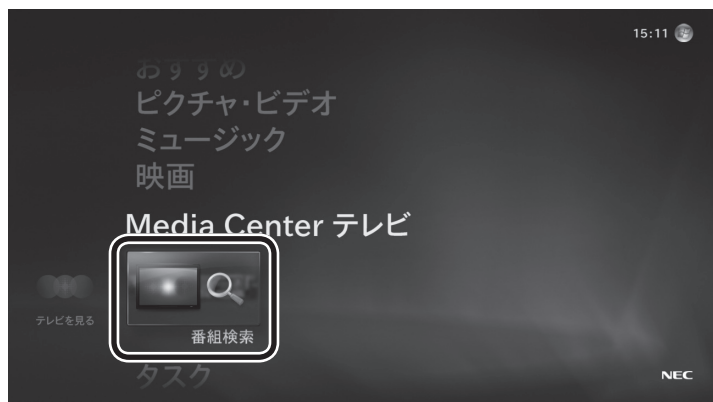 15:11
おすすめ
ピクチャ・ビデオ
ミュージック
映画
Media Center テレビ
テレビを見る
番組検索
タスク
NEC